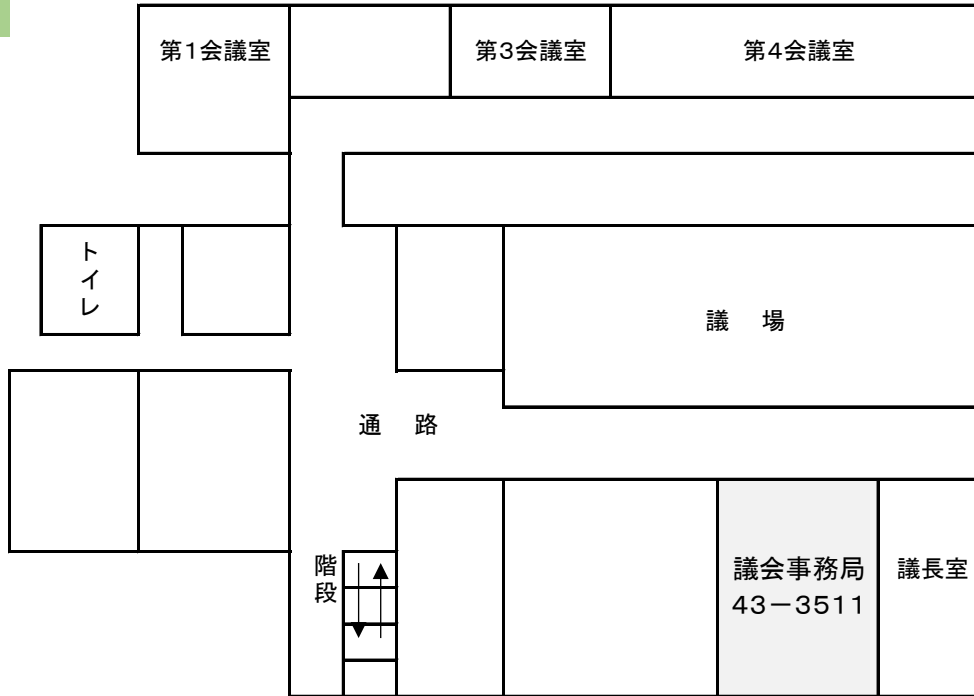 第1会議室
第3会議室
第4会議室
トイレ
議 場
通 路
階段
議会事務局
43-3511
議長室